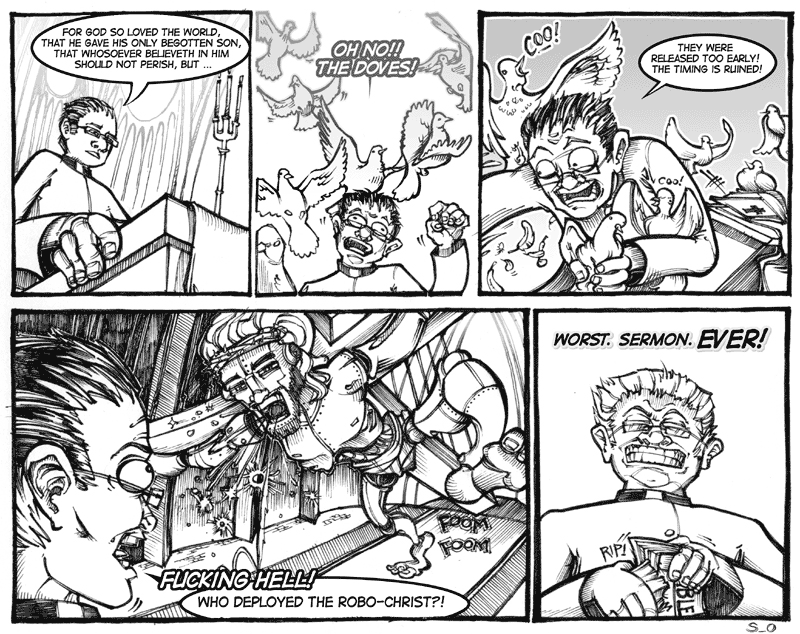 FOR GOD SO LOVED THE WORLD,
THAT HE GAVE HIS ONLY BEGOTTEN SON,
THAT WHOSOEVER BELIEVETH IN HIM
SHOULD NOT PERISH, BUT ...
OH NO!!
THE DOVES!
COO!
THEY WERE
RELEASED TOO EARLY!
THE TIMING IS RUINED!
COO!
FOOM
FOOM
FUCKING HELL!
WHO DEPLOYED THE ROBO-CHRIST?!
WORST. SERMON. EVER!
RIP!
BLE
S_O